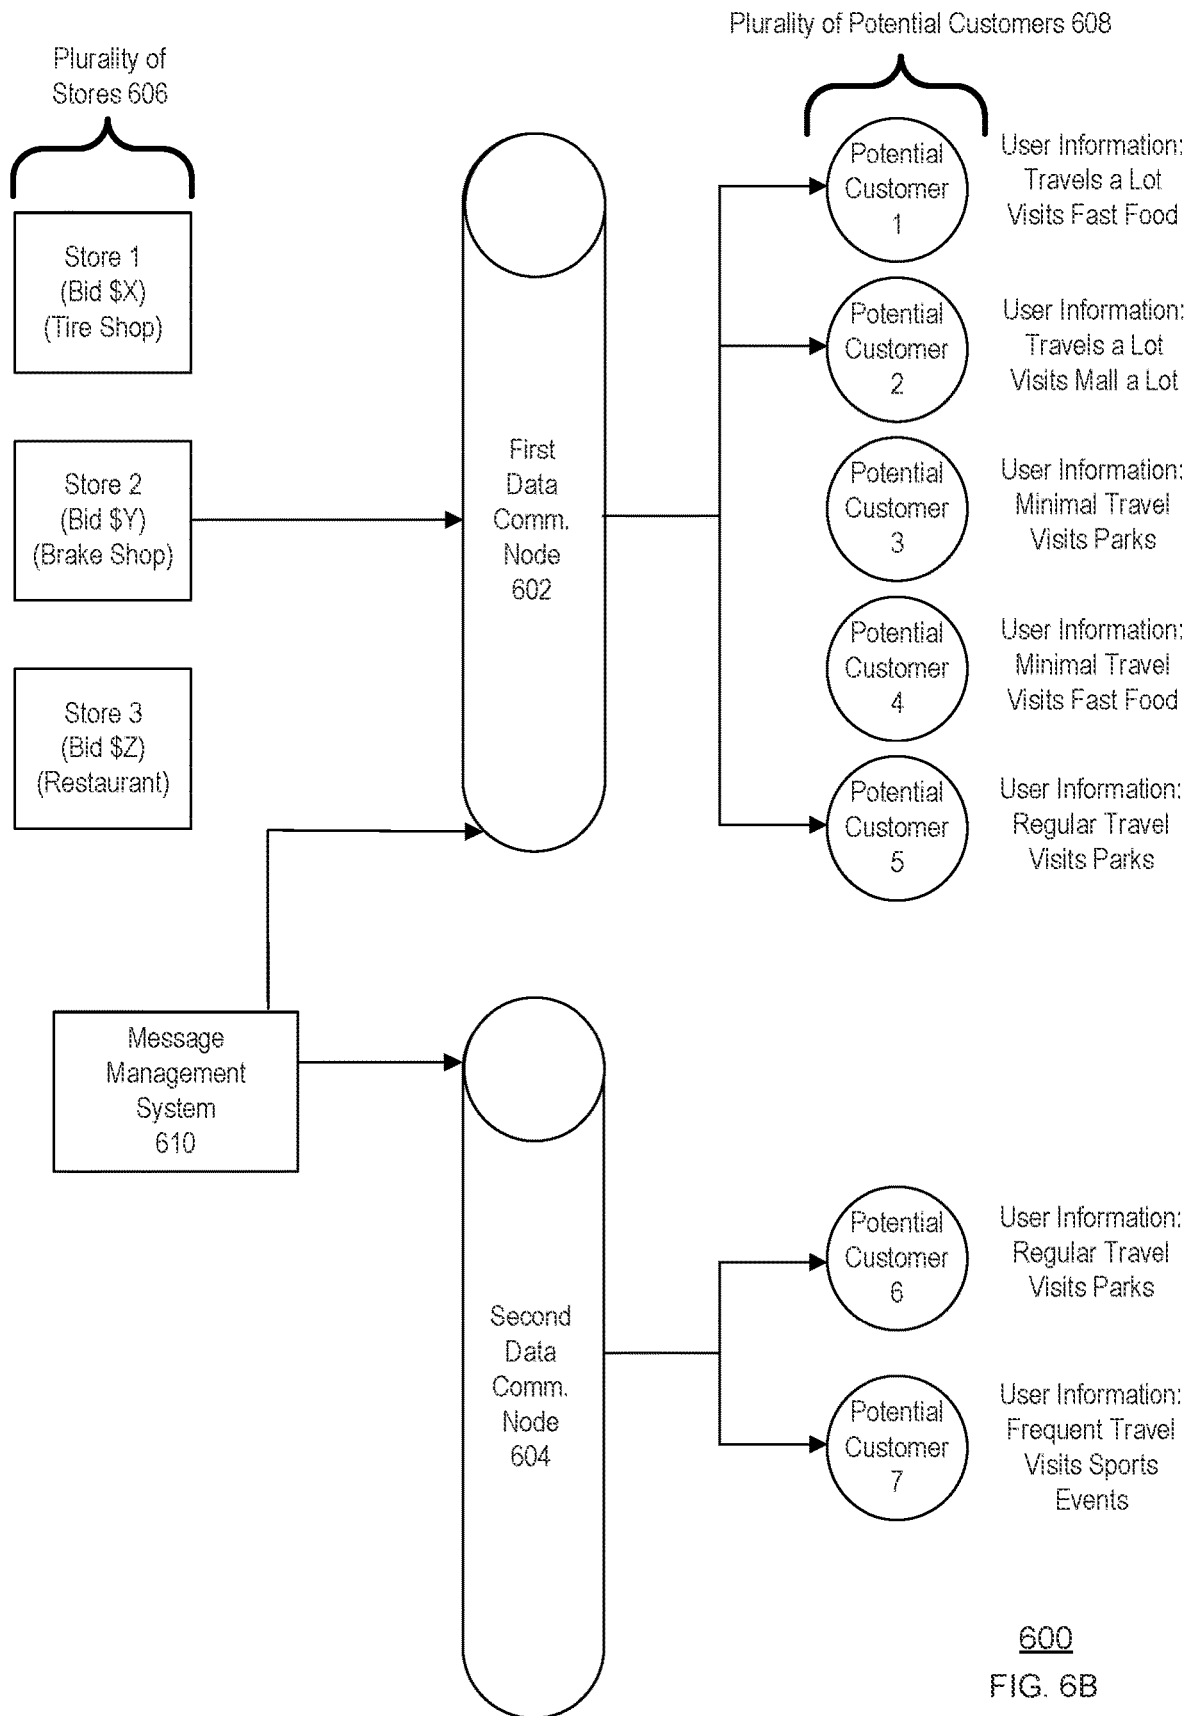 Plurality of Potential Customers 608
Plurality of
Stores 606
Store 1
(Bid $X)
(Tire Shop)
Store 2
(Bid $Y)
(Brake Shop)
Store 3
(Bid $Z)
(Restaurant)
First
Data
Comm.
Node
602
Potential
Customer
1
User Information:
Travels a Lot
Visits Fast Food
Potential
Customer
2
User Information:
Travels a Lot
Visits Mall a Lot
Potential
Customer
3
User Information:
Minimal Travel
Visits Parks
Potential
Customer
4
User Information:
Minimal Travel
Visits Fast Food
Potential
Customer
5
User Information:
Regular Travel
Visits Parks
Message
Management
System
610
Second
Data
Comm.
Node
604
Potential
Customer
6
User Information:
Regular Travel
Visits Parks
Potential
Customer
7
User Information:
Frequent Travel
Visits Sports
Events
600
FIG. 6B